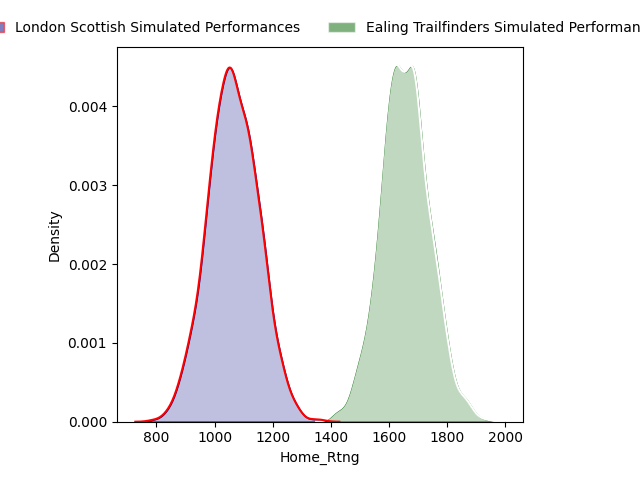 London Scottish Simulated Performances Ealing Trailfinders Simulated Performan
0.004
0.003
0.002
0.001
0.000
Density
800 1000 1200 1400 1600 1800 2000
Home_Rtng